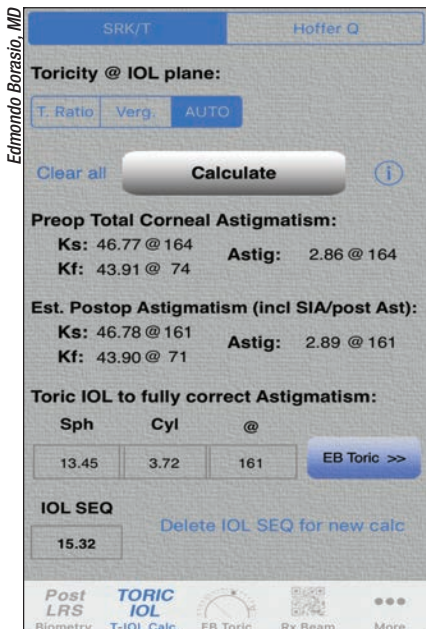 Edmondo Borasio, MD
SRK/T Hoffer Q
Toricity @ IOL plane:
T. Ratio Verg. AUTO
Clear all Calculate i
Preop Total Corneal Astigmatism:
Ks: 46.77 @ 164
Kf: 43.91 @ 74
Astig: 2.86 @ 164
Est. Postop Astigmatism (incl SIA/post Ast):
Ks: 46.78 @ 161
Kf: 43.90 @ 71
Astig: 2.89 @ 161
Toric IOL to fully correct Astigmatism:
Sph Cyl @
13.45 3.72 161 EB Toric >>
IOL SEQ
15.32
Delete IOL SEQ for new calc
Post LRS
TORIC IOL
Biometry T-IOL Calc EB Toric Rx Beam More